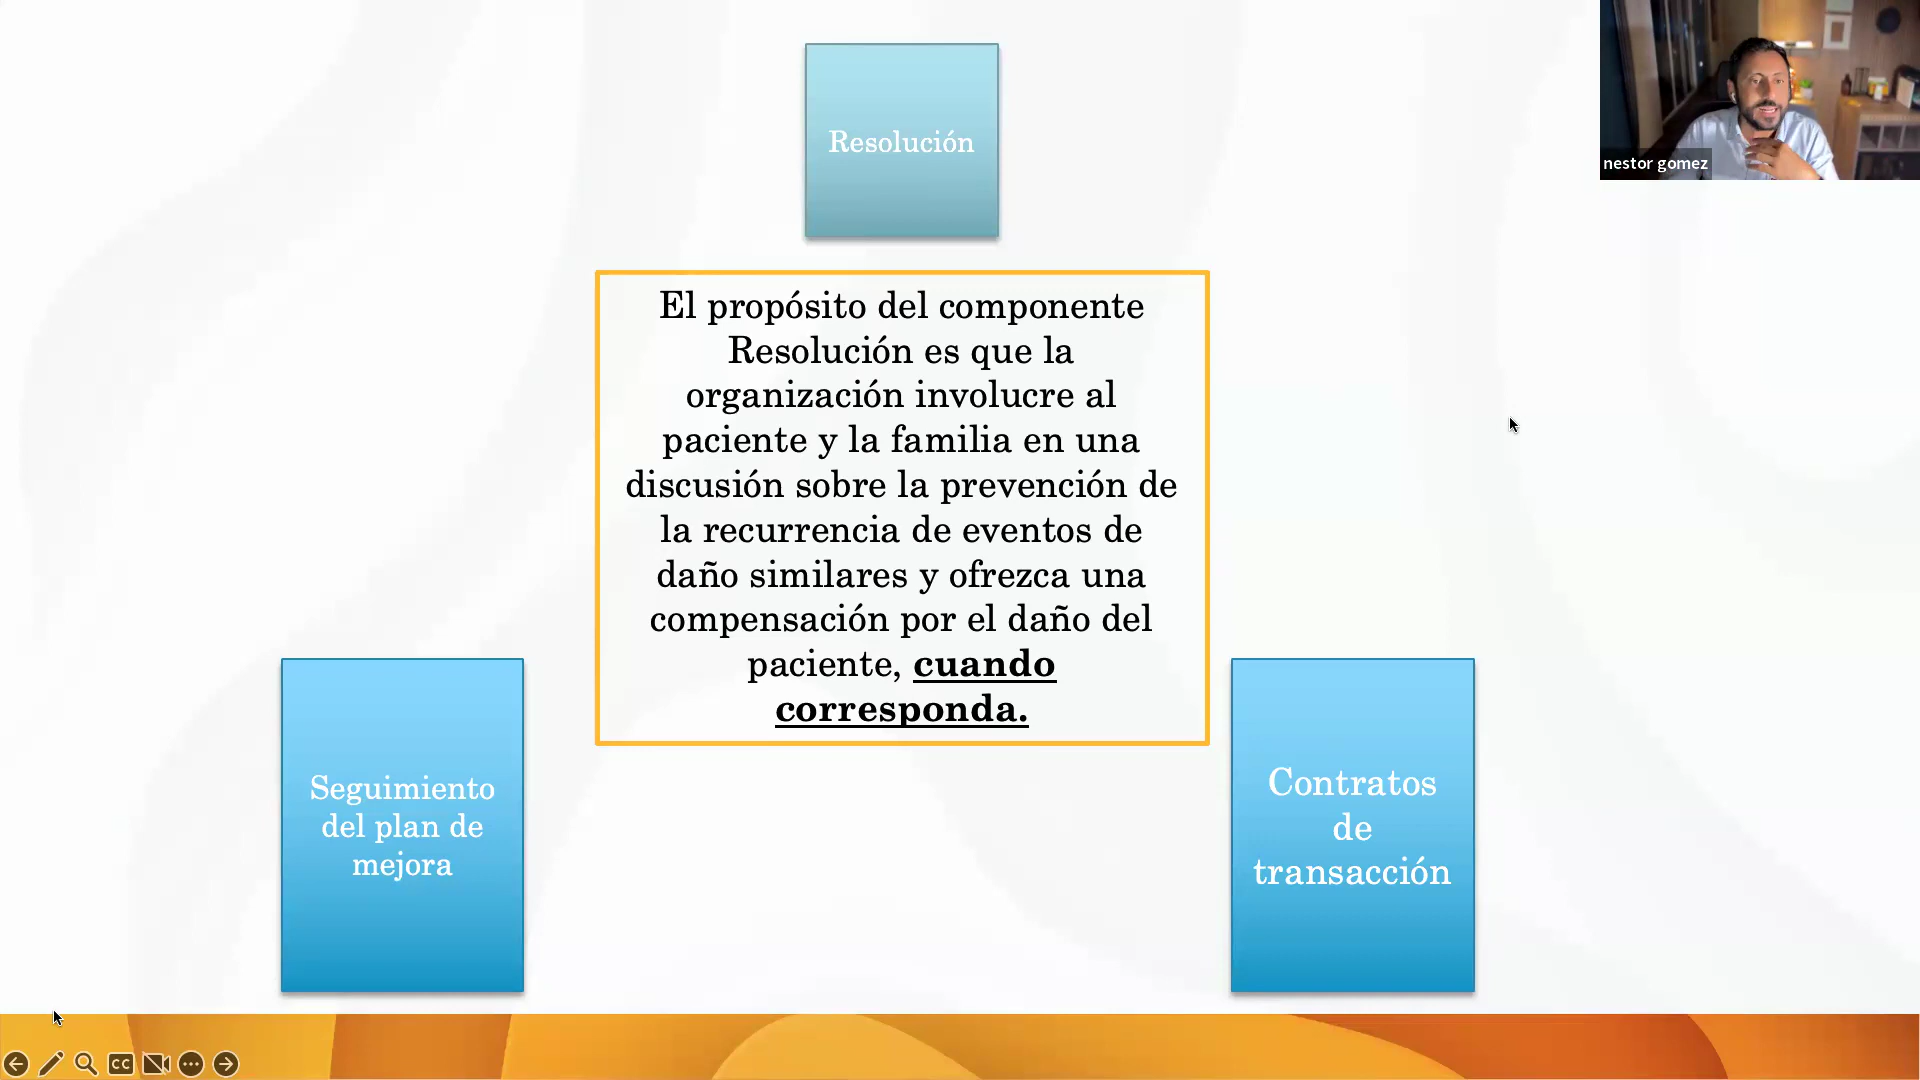 Resolución
nestor gomez
El propósito del componente
Resolución es que la
organización involucre al
paciente y la familia en una
discusión sobre la prevención de
la recurrencia de eventos de
daño similares y ofrezca una
compensación por el daño del
paciente, cuando
corresponda.
Seguimiento
del plan de
mejora
Contratos
de
transacción
CC